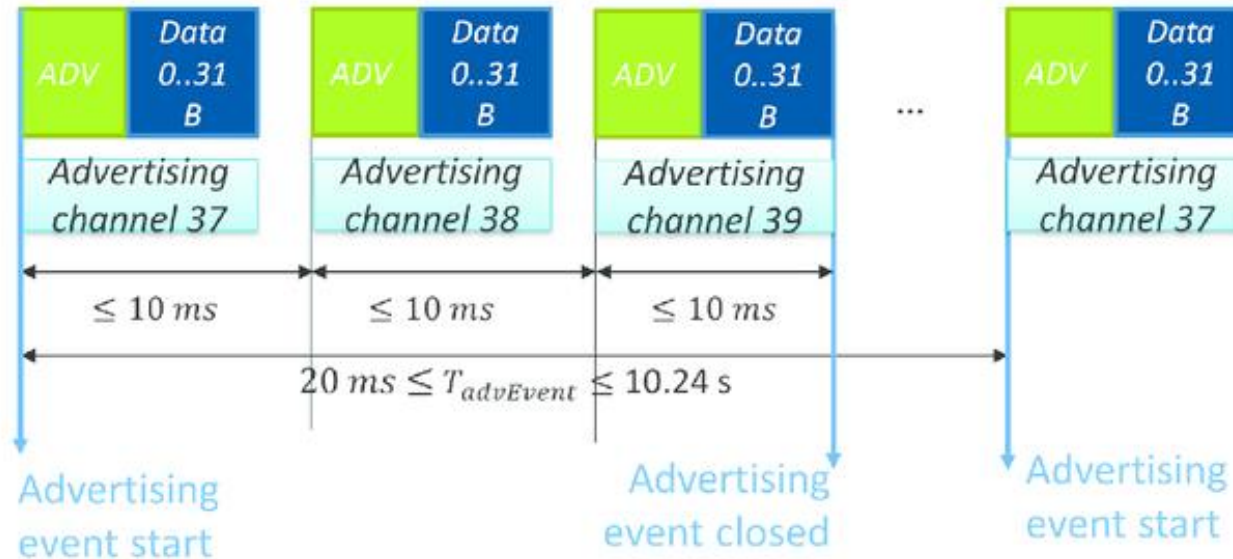 ADV
Data
0..31
B
ADV
Data
0..31
B
ADV
Data
0..31
B
...
ADV
Data
0..31
B
Advertising
channel 37
Advertising
channel 38
Advertising
channel 39
Advertising
channel 37
≤ 10 ms
≤ 10 ms
≤ 10 ms
20 ms ≤ T_advEvent ≤ 10.24 s
Advertising
event start
Advertising
event closed
Advertising
event start